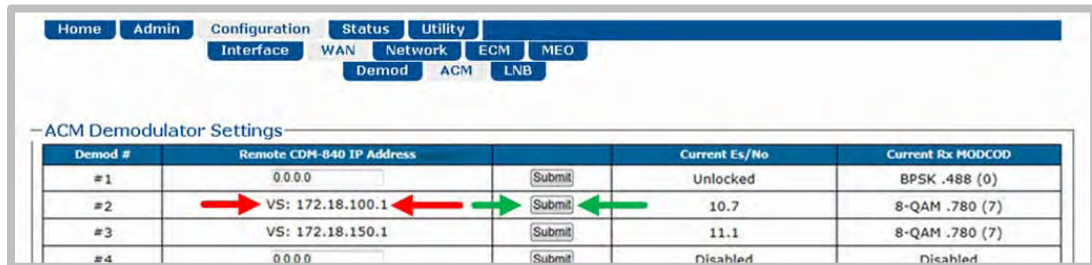 Home Admin Configuration Status Utility
Interface WAN Network ECM MEO
Demod ACM LNB
ACM Demodulator Settings
Demod # Remote CDM-840 IP Address Current Es/No Current Rx MODCOD
#1 0.0.0.0 Submit Unlocked BPSK .488 (0)
#2 VS: 172.18.100.1 Submit 10.7 8-QAM .780 (7)
#3 VS: 172.18.150.1 Submit 11.1 8-QAM .780 (7)
#4 0.0.0.0 Submit Disabled Disabled